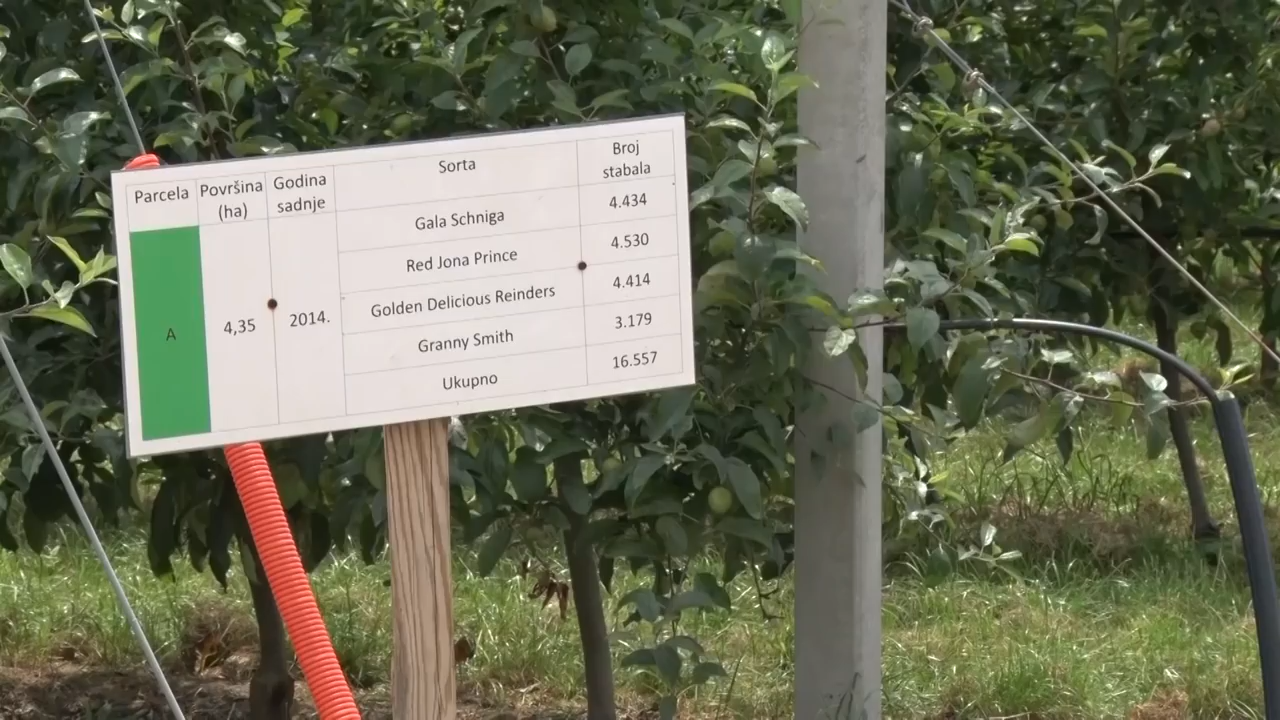 Parcela Površina (ha) Godina sadnje Sorta Broj stabala
A 4,35 2014.
Gala Schniga 4.434
Red Jona Prince 4.530
Golden Delicious Reinders 4.414
Granny Smith 3.179
Ukupno 16.557